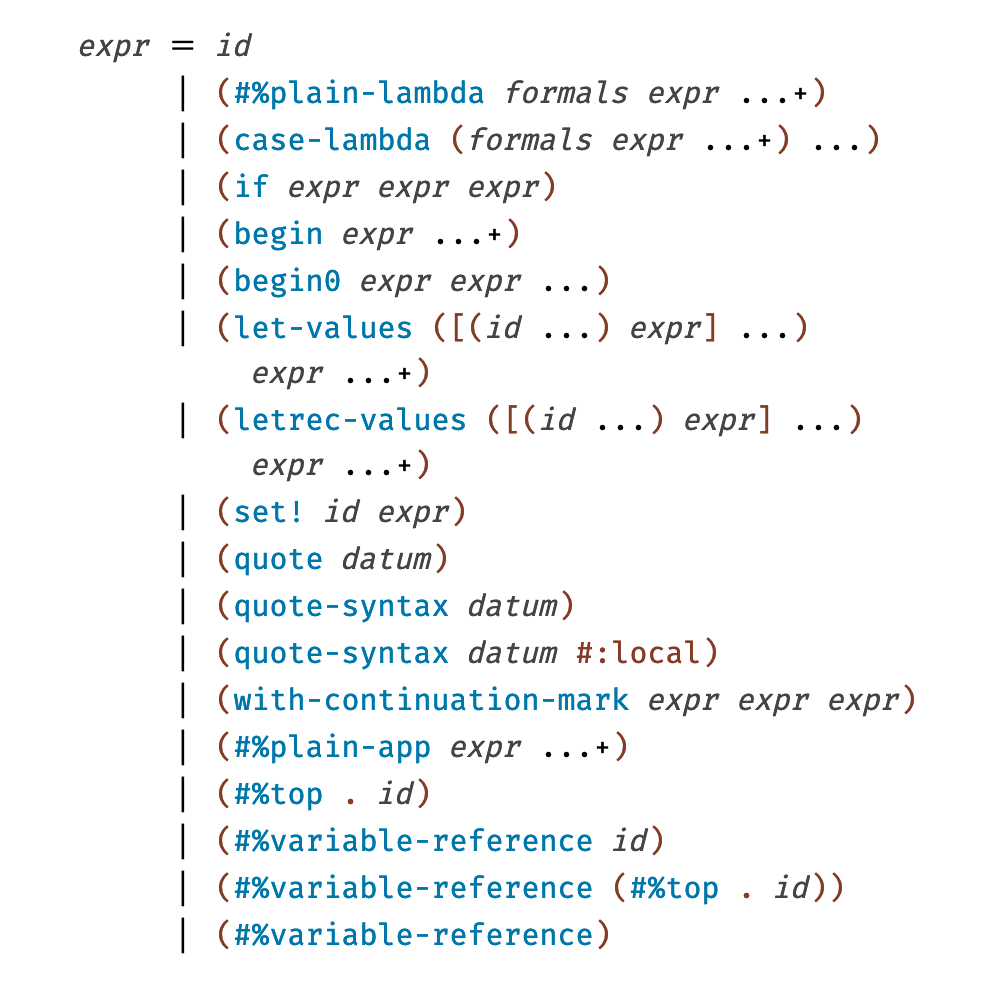 expr = id
| (#%plain-lambda formals expr ...+)
| (case-lambda (formals expr ...+) ...)
| (if expr expr expr)
| (begin expr ...+)
| (begin0 expr expr ...)
| (let-values ([(id ...) expr] ...)
expr ...+)
| (letrec-values ([(id ...) expr] ...)
expr ...+)
| (set! id expr)
| (quote datum)
| (quote-syntax datum)
| (quote-syntax datum #:local)
| (with-continuation-mark expr expr expr)
| (#%plain-app expr ...+)
| (#%top . id)
| (#%variable-reference id)
| (#%variable-reference (#%top . id))
| (#%variable-reference)